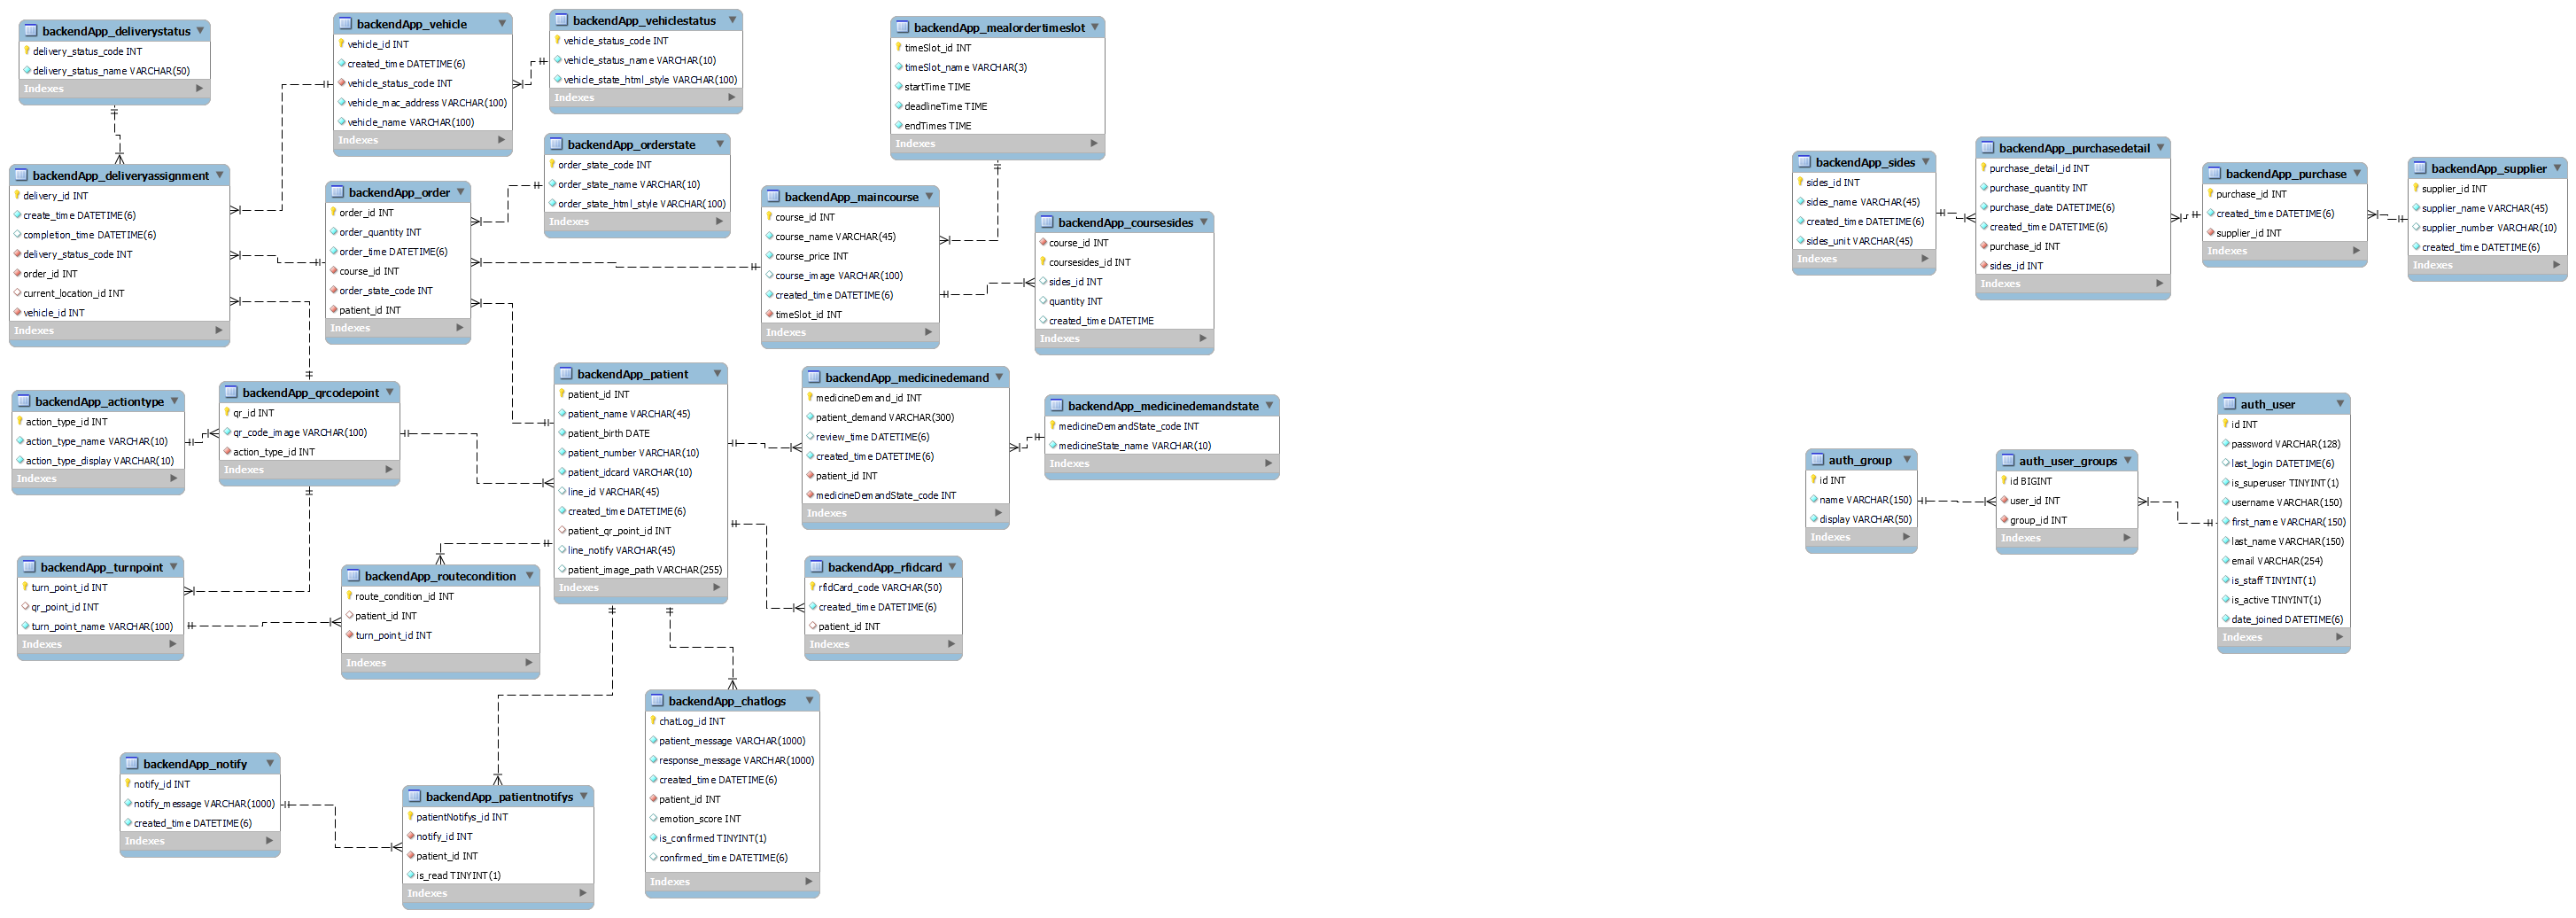 backendApp_deliverystatus
delivery_status_code INT
delivery_status_name VARCHAR(50)
Indexes
backendApp_vehicle
vehicle_id INT
created_time DATETIME(6)
vehicle_status_code INT
vehicle_mac_address VARCHAR(100)
vehicle_name VARCHAR(100)
Indexes
backendApp_vehiclestatus
vehicle_status_code INT
vehicle_status_name VARCHAR(10)
vehicle_state_html_style VARCHAR(100)
Indexes
backendApp_mealordertimeslot
timeSlot_id INT
timeSlot_name VARCHAR(3)
startTime TIME
deadlineTime TIME
endTimes TIME
Indexes
backendApp_deliveryassignment
delivery_id INT
create_time DATETIME(6)
completion_time DATETIME(6)
delivery_status_code INT
order_id INT
current_location_id INT
vehicle_id INT
Indexes
backendApp_order
order_id INT
order_quantity INT
order_time DATETIME(6)
course_id INT
order_state_code INT
patient_id INT
Indexes
backendApp_orderstate
order_state_code INT
order_state_name VARCHAR(10)
order_state_html_style VARCHAR(100)
Indexes
backendApp_maincourse
course_id INT
course_name VARCHAR(45)
course_price INT
course_image VARCHAR(100)
created_time DATETIME(6)
timeSlot_id INT
Indexes
backendApp_coursesides
course_id INT
coursesides_id INT
sides_id INT
quantity INT
created_time DATETIME
Indexes
backendApp_sides
sides_id INT
sides_name VARCHAR(45)
created_time DATETIME(6)
sides_unit VARCHAR(45)
Indexes
backendApp_purchasedetail
purchase_detail_id INT
purchase_quantity INT
purchase_date DATETIME(6)
created_time DATETIME(6)
purchase_id INT
sides_id INT
Indexes
backendApp_purchase
purchase_id INT
created_time DATETIME(6)
supplier_id INT
Indexes
backendApp_supplier
supplier_id INT
supplier_name VARCHAR(45)
supplier_number VARCHAR(10)
created_time DATETIME(6)
Indexes
backendApp_actiontype
action_type_id INT
action_type_name VARCHAR(10)
action_type_display VARCHAR(10)
Indexes
backendApp_qrcodepoint
qr_id INT
qr_code_image VARCHAR(100)
action_type_id INT
Indexes
backendApp_patient
patient_id INT
patient_name VARCHAR(45)
patient_birth DATE
patient_number VARCHAR(10)
patient_idcard VARCHAR(10)
line_id VARCHAR(45)
created_time DATETIME(6)
patient_qr_point_id INT
line_notify VARCHAR(45)
patient_image_path VARCHAR(255)
Indexes
backendApp_medicinedemand
medicineDemand_id INT
patient_demand VARCHAR(300)
review_time DATETIME(6)
created_time DATETIME(6)
patient_id INT
medicineDemandState_code INT
Indexes
backendApp_medicinedemandstate
medicineDemandState_code INT
medicineState_name VARCHAR(10)
Indexes
auth_group
id INT
name VARCHAR(150)
display VARCHAR(50)
Indexes
auth_user_groups
id BIGINT
user_id INT
group_id INT
Indexes
auth_user
id INT
password VARCHAR(128)
last_login DATETIME(6)
is_superuser TINYINT(1)
username VARCHAR(150)
first_name VARCHAR(150)
last_name VARCHAR(150)
email VARCHAR(254)
is_staff TINYINT(1)
is_active TINYINT(1)
date_joined DATETIME(6)
Indexes
backendApp_turnpoint
turn_point_id INT
qr_point_id INT
turn_point_name VARCHAR(100)
Indexes
backendApp_routecondition
route_condition_id INT
patient_id INT
turn_point_id INT
Indexes
backendApp_rfidcard
rfidCard_code VARCHAR(50)
created_time DATETIME(6)
patient_id INT
Indexes
backendApp_chatlogs
chatLog_id INT
patient_message VARCHAR(1000)
response_message VARCHAR(1000)
created_time DATETIME(6)
patient_id INT
emotion_score INT
is_confirmed TINYINT(1)
confirmed_time DATETIME(6)
Indexes
backendApp_notify
notify_id INT
notify_message VARCHAR(1000)
created_time DATETIME(6)
Indexes
backendApp_patientnotifys
patientNotifys_id INT
notify_id INT
patient_id INT
is_read TINYINT(1)
Indexes